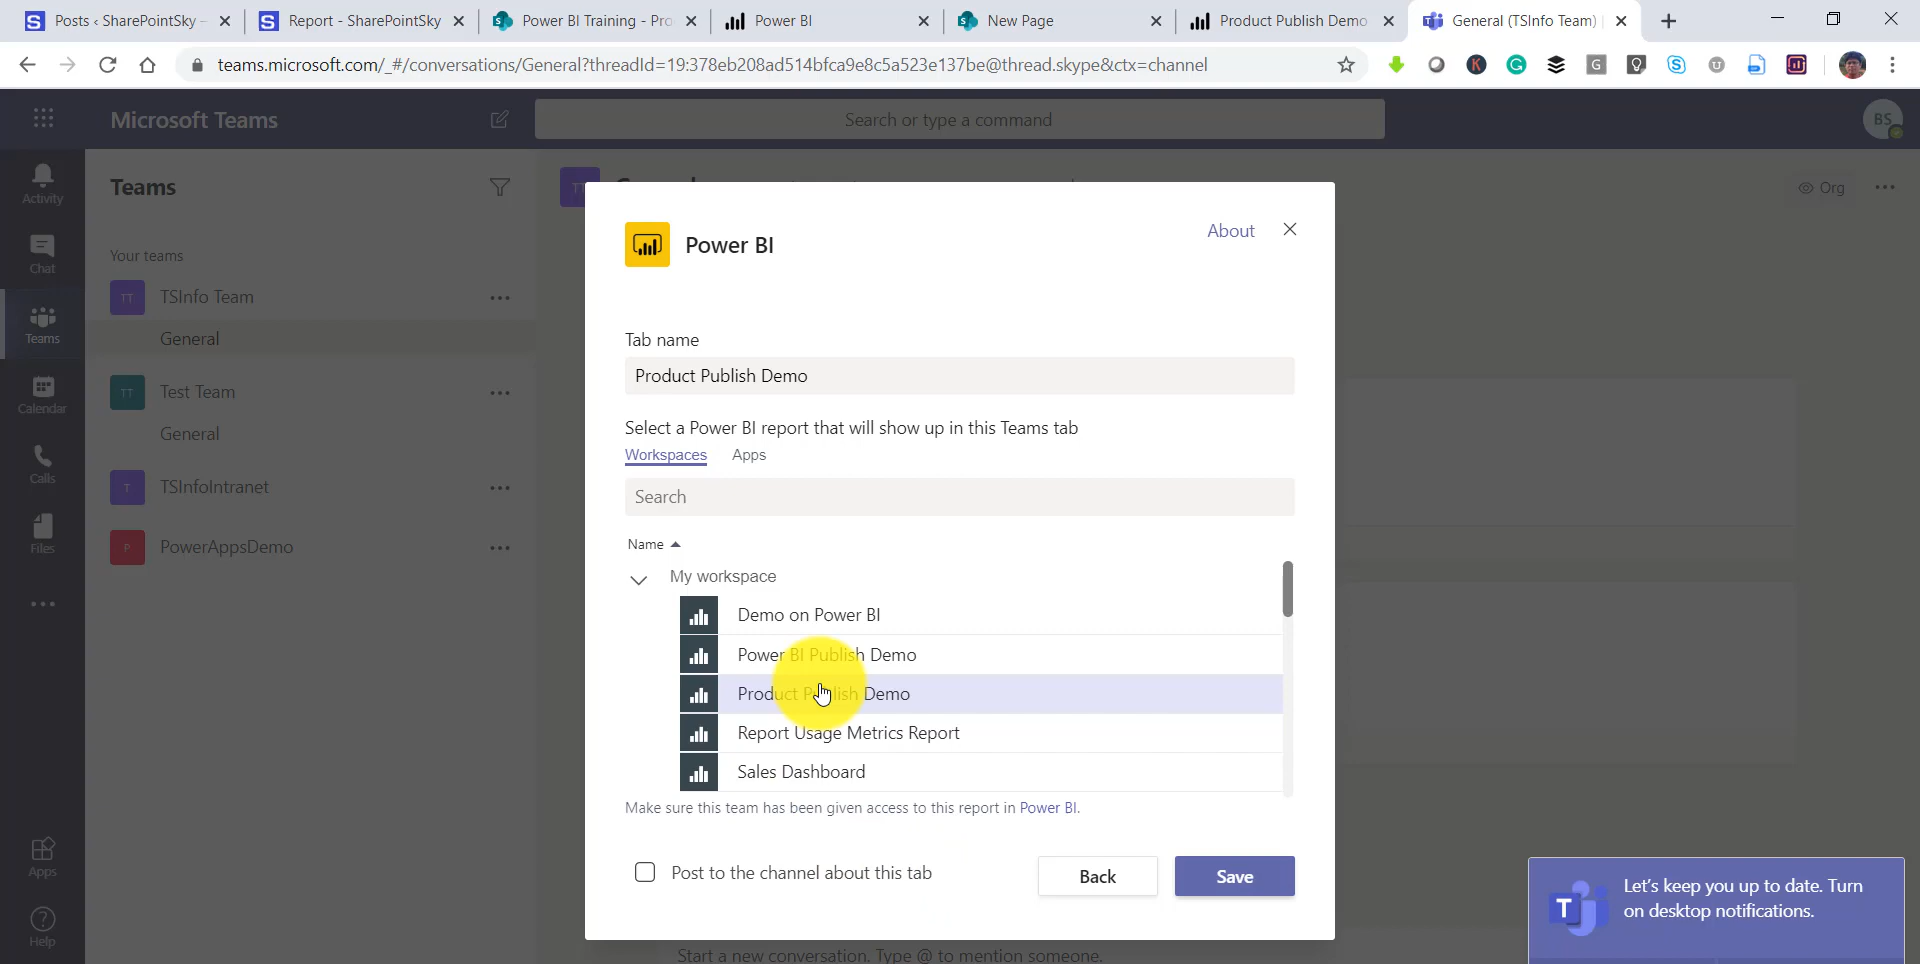 Posts ‹ SharePointSky –
Report - SharePointSky
Power BI Training - Pro
Power BI
New Page
Product Publish Demo
General (TSInfo Team)
teams.microsoft.com/_#/conversations/General?threadId=19:378eb208ad514bfca9e8c5a523e137be@thread.skype&ctx=channel
Microsoft Teams
Search or type a command
BS
Activity
Chat
Teams
Calendar
Calls
Files
Apps
Help
Teams
Your teams
TT TSInfo Team
General
TT Test Team
General
T TSInfoIntranet
P PowerAppsDemo
Org
Power BI
About
Tab name
Product Publish Demo
Select a Power BI report that will show up in this Teams tab
Workspaces Apps
Search
Name
My workspace
Demo on Power BI
Power BI Publish Demo
Product Publish Demo
Report Usage Metrics Report
Sales Dashboard
Make sure this team has been given access to this report in Power BI.
Post to the channel about this tab
Back
Save
Start a new conversation. Type @ to mention someone.
Let's keep you up to date. Turn
on desktop notifications.